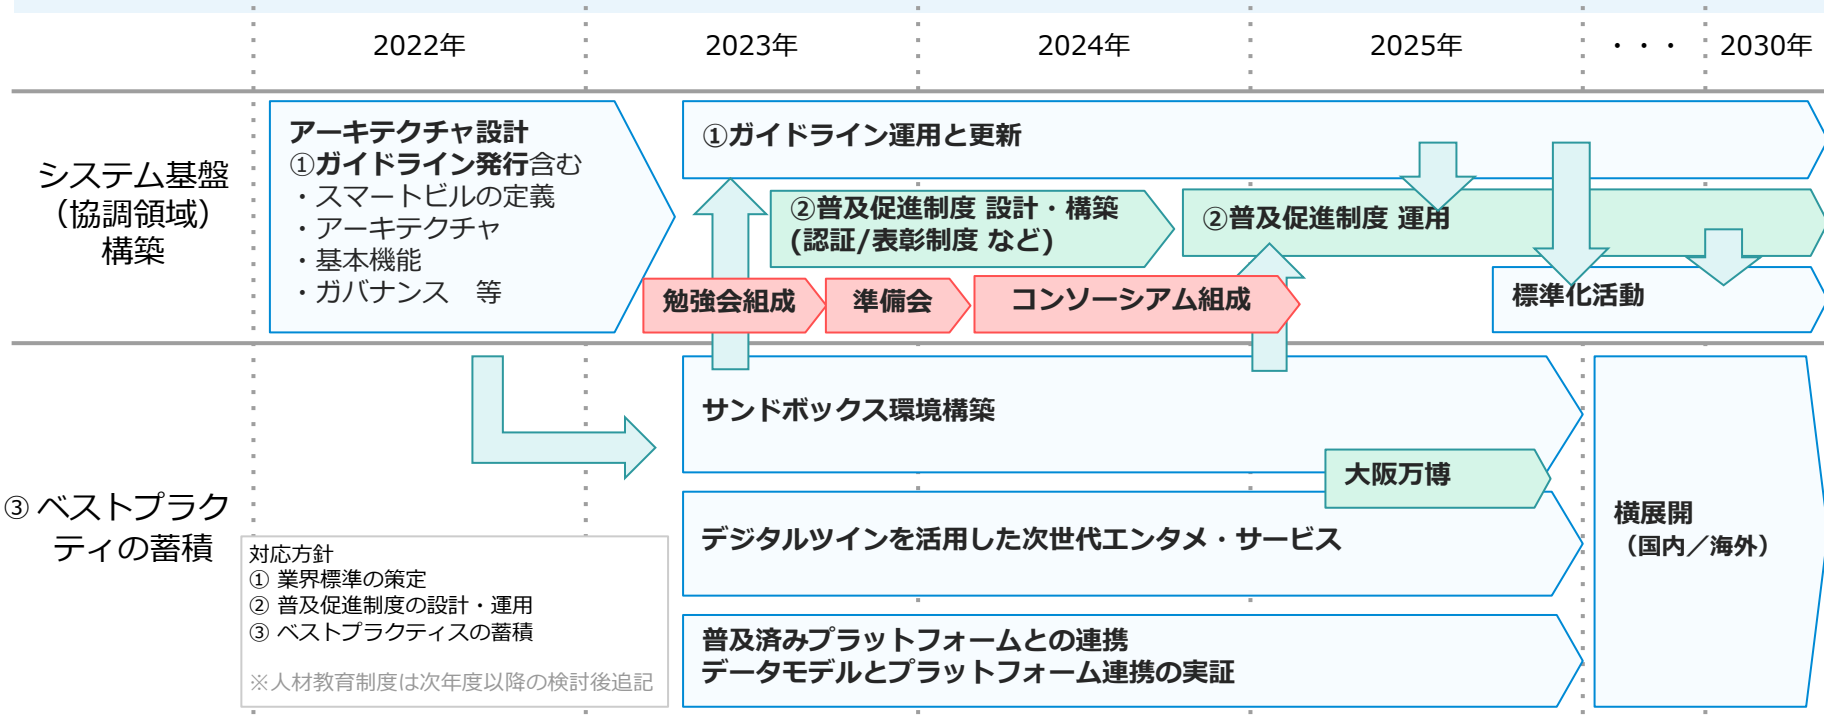 2022年
2023年
2024年
2025年
・・・
2030年
システム基盤
（協調領域）
構築
アーキテクチャ設計
①ガイドライン発行含む
・スマートビルの定義
・アーキテクチャ
・基本機能
・ガバナンス　等
①ガイドライン運用と更新
②普及促進制度 設計・構築
(認証/表彰制度 など)
②普及促進制度 運用
勉強会組成
準備会
コンソーシアム組成
標準化活動
③ ベストプラク
ティの蓄積
サンドボックス環境構築
大阪万博
デジタルツインを活用した次世代エンタメ・サービス
普及済みプラットフォームとの連携
データモデルとプラットフォーム連携の実証
横展開
（国内／海外）
対応方針
① 業界標準の策定
② 普及促進制度の設計・運用
③ ベストプラクティスの蓄積
※人材教育制度は次年度以降の検討後追記